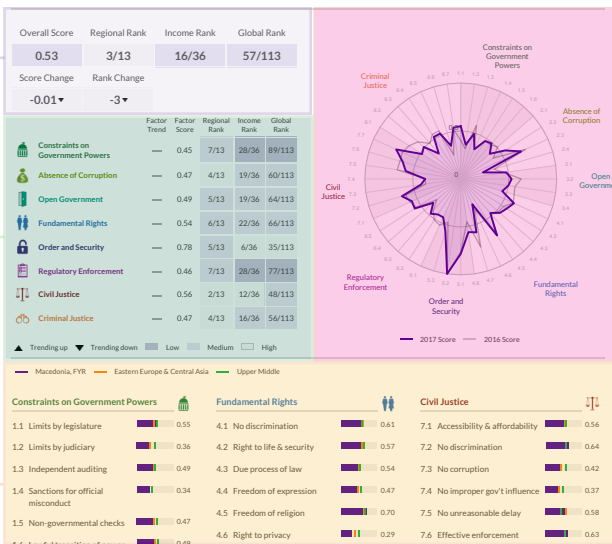 Overall Score Regional Rank Income Rank Global Rank
0.53 3/13 16/36 57/113
Score Change Rank Change
-0.01 -3
Factor Trend Factor Score Regional Rank Income Rank Global Rank
Constraints on Government Powers — 0.45 7/13 28/36 89/113
Absence of Corruption — 0.47 4/13 19/36 60/113
Open Government — 0.49 5/13 19/36 64/113
Fundamental Rights — 0.54 6/13 22/36 66/113
Order and Security — 0.78 5/13 6/36 35/113
Regulatory Enforcement — 0.46 7/13 28/36 77/113
Civil Justice — 0.56 2/13 12/36 48/113
Criminal Justice — 0.47 4/13 16/36 56/113
Trending up Trending down Low Medium High
Constraints on
Government
Powers
Criminal
Justice
Absence of
Corruption
Open
Civil
Justice
Regulatory
Enforcement
Fundamental
Rights
Order and
Security
0
2017 Score 2016 Score
Macedonia, FYR Eastern Europe & Central Asia Upper Middle
Constraints on Government Powers
1.1 Limits by legislature 0.55
1.2 Limits by judiciary 0.36
1.3 Independent auditing 0.49
1.4 Sanctions for official 0.34
misconduct
1.5 Non-governmental checks 0.47
Fundamental Rights
4.1 No discrimination 0.61
4.2 Right to life & security 0.57
4.3 Due process of law 0.54
4.4 Freedom of expression 0.47
4.5 Freedom of religion 0.70
4.6 Right to privacy 0.29
Civil Justice
7.1 Accessibility & affordability 0.56
7.2 No discrimination 0.64
7.3 No corruption 0.42
7.4 No improper gov't influence 0.37
7.5 No unreasonable delay 0.58
7.6 Effective enforcement 0.63